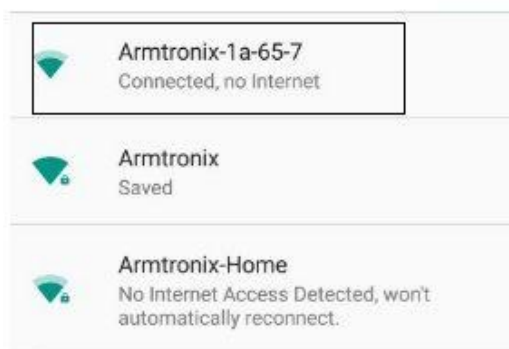 Armtronix-1a-65-7
Connected, no Internet
Armtronix
Saved
Armtronix-Home
No Internet Access Detected, won't
automatically reconnect.